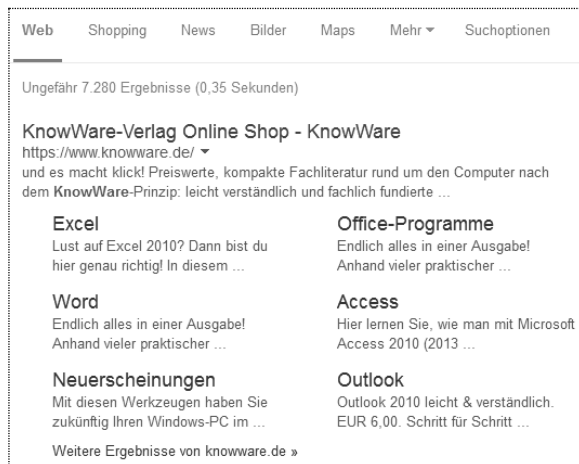 Web Shopping News Bilder Maps Mehr Suchoptionen
Ungefähr 7.280 Ergebnisse (0,35 Sekunden)
KnowWare-Verlag Online Shop - KnowWare
https://www.knowware.de/
und es macht klick! Preiswerte, kompakte Fachliteratur rund um den Computer nach
dem KnowWare-Prinzip: leicht verständlich und fachlich fundierte ...
Excel
Lust auf Excel 2010? Dann bist du
hier genau richtig! In diesem ...
Office-Programme
Endlich alles in einer Ausgabe!
Anhand vieler praktischer ...
Word
Endlich alles in einer Ausgabe!
Anhand vieler praktischer ...
Access
Hier lernen Sie, wie man mit Microsoft
Access 2010 (2013 ...
Neuerscheinungen
Mit diesen Werkzeugen haben Sie
zukünftig Ihren Windows-PC im ...
Outlook
Outlook 2010 leicht & verständlich.
EUR 6,00. Schritt für Schritt ...
Weitere Ergebnisse von knowware.de »